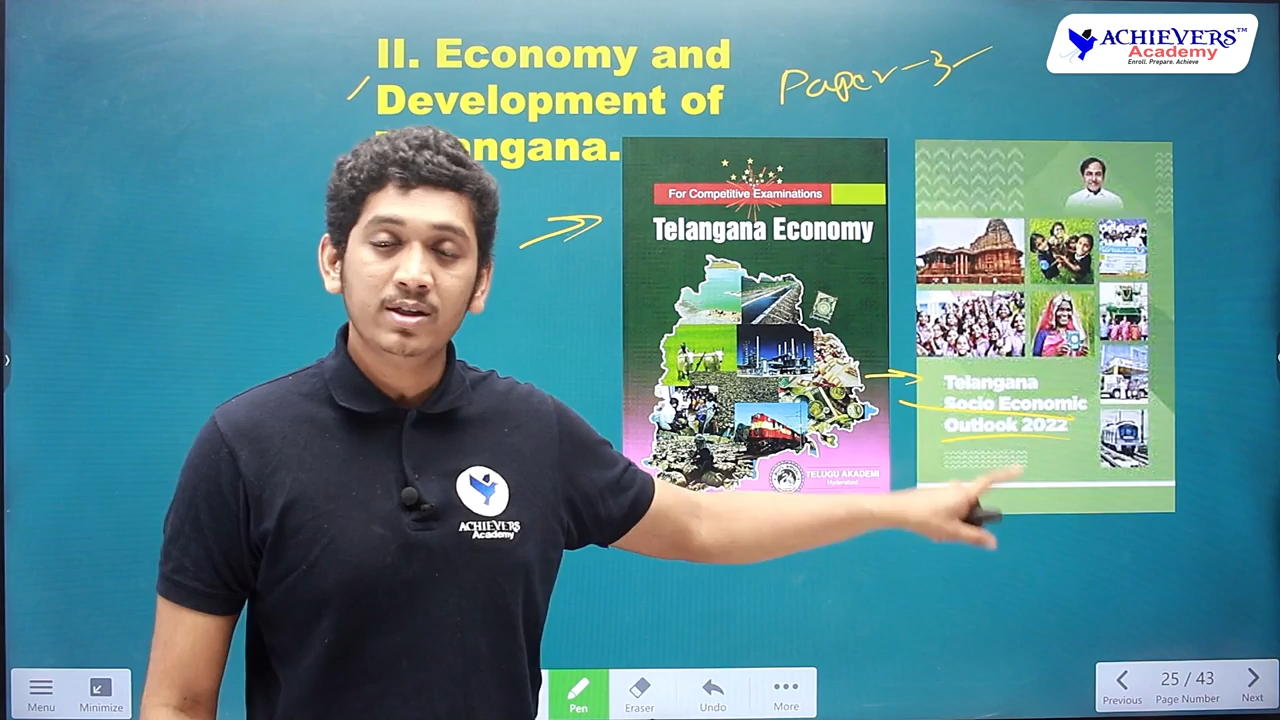 II. Economy and
Development of
ngana.
Paper-3
ACHIEVERS™
Academy
Enroll. Prepare. Achieve
For Competitive Examinations
Telangana Economy
TELUGU AKADEMI
Hyderabad
Telangana
Socio Economic
Outlook 2022
ACHIEVERS
Academy
Menu
Minimize
Pen
Eraser
Undo
More
Previous
25 / 43
Page Number
Next